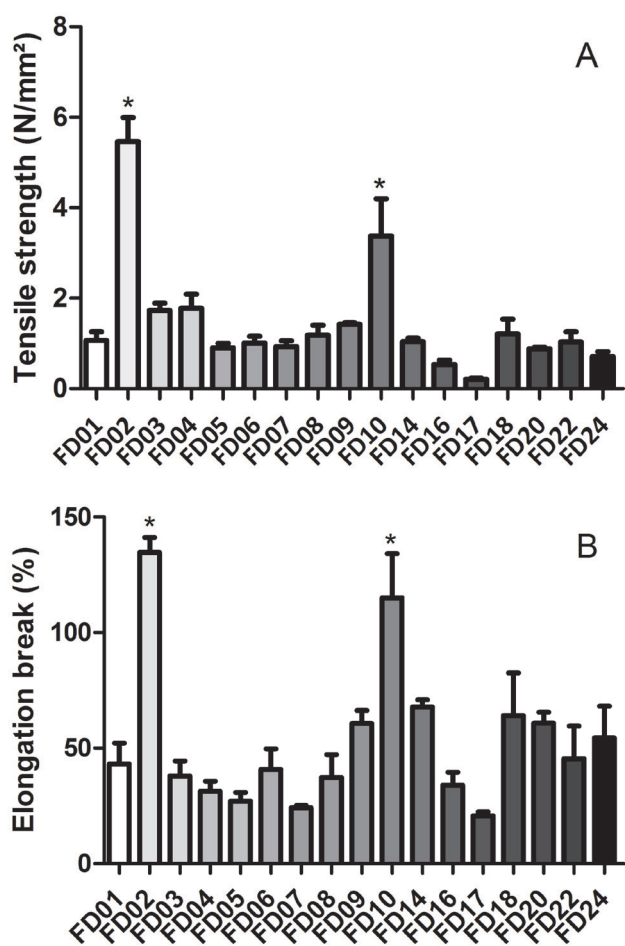 A
Tensile strength (N/mm²)
8
6
4
2
0
*
*
FD01 FD02 FD03 FD04 FD05 FD06 FD07 FD08 FD09 FD10 FD14 FD16 FD17 FD18 FD20 FD22 FD24
B
Elongation break (%)
150
100
50
0
*
*
FD01 FD02 FD03 FD04 FD05 FD06 FD07 FD08 FD09 FD10 FD14 FD16 FD17 FD18 FD20 FD22 FD24